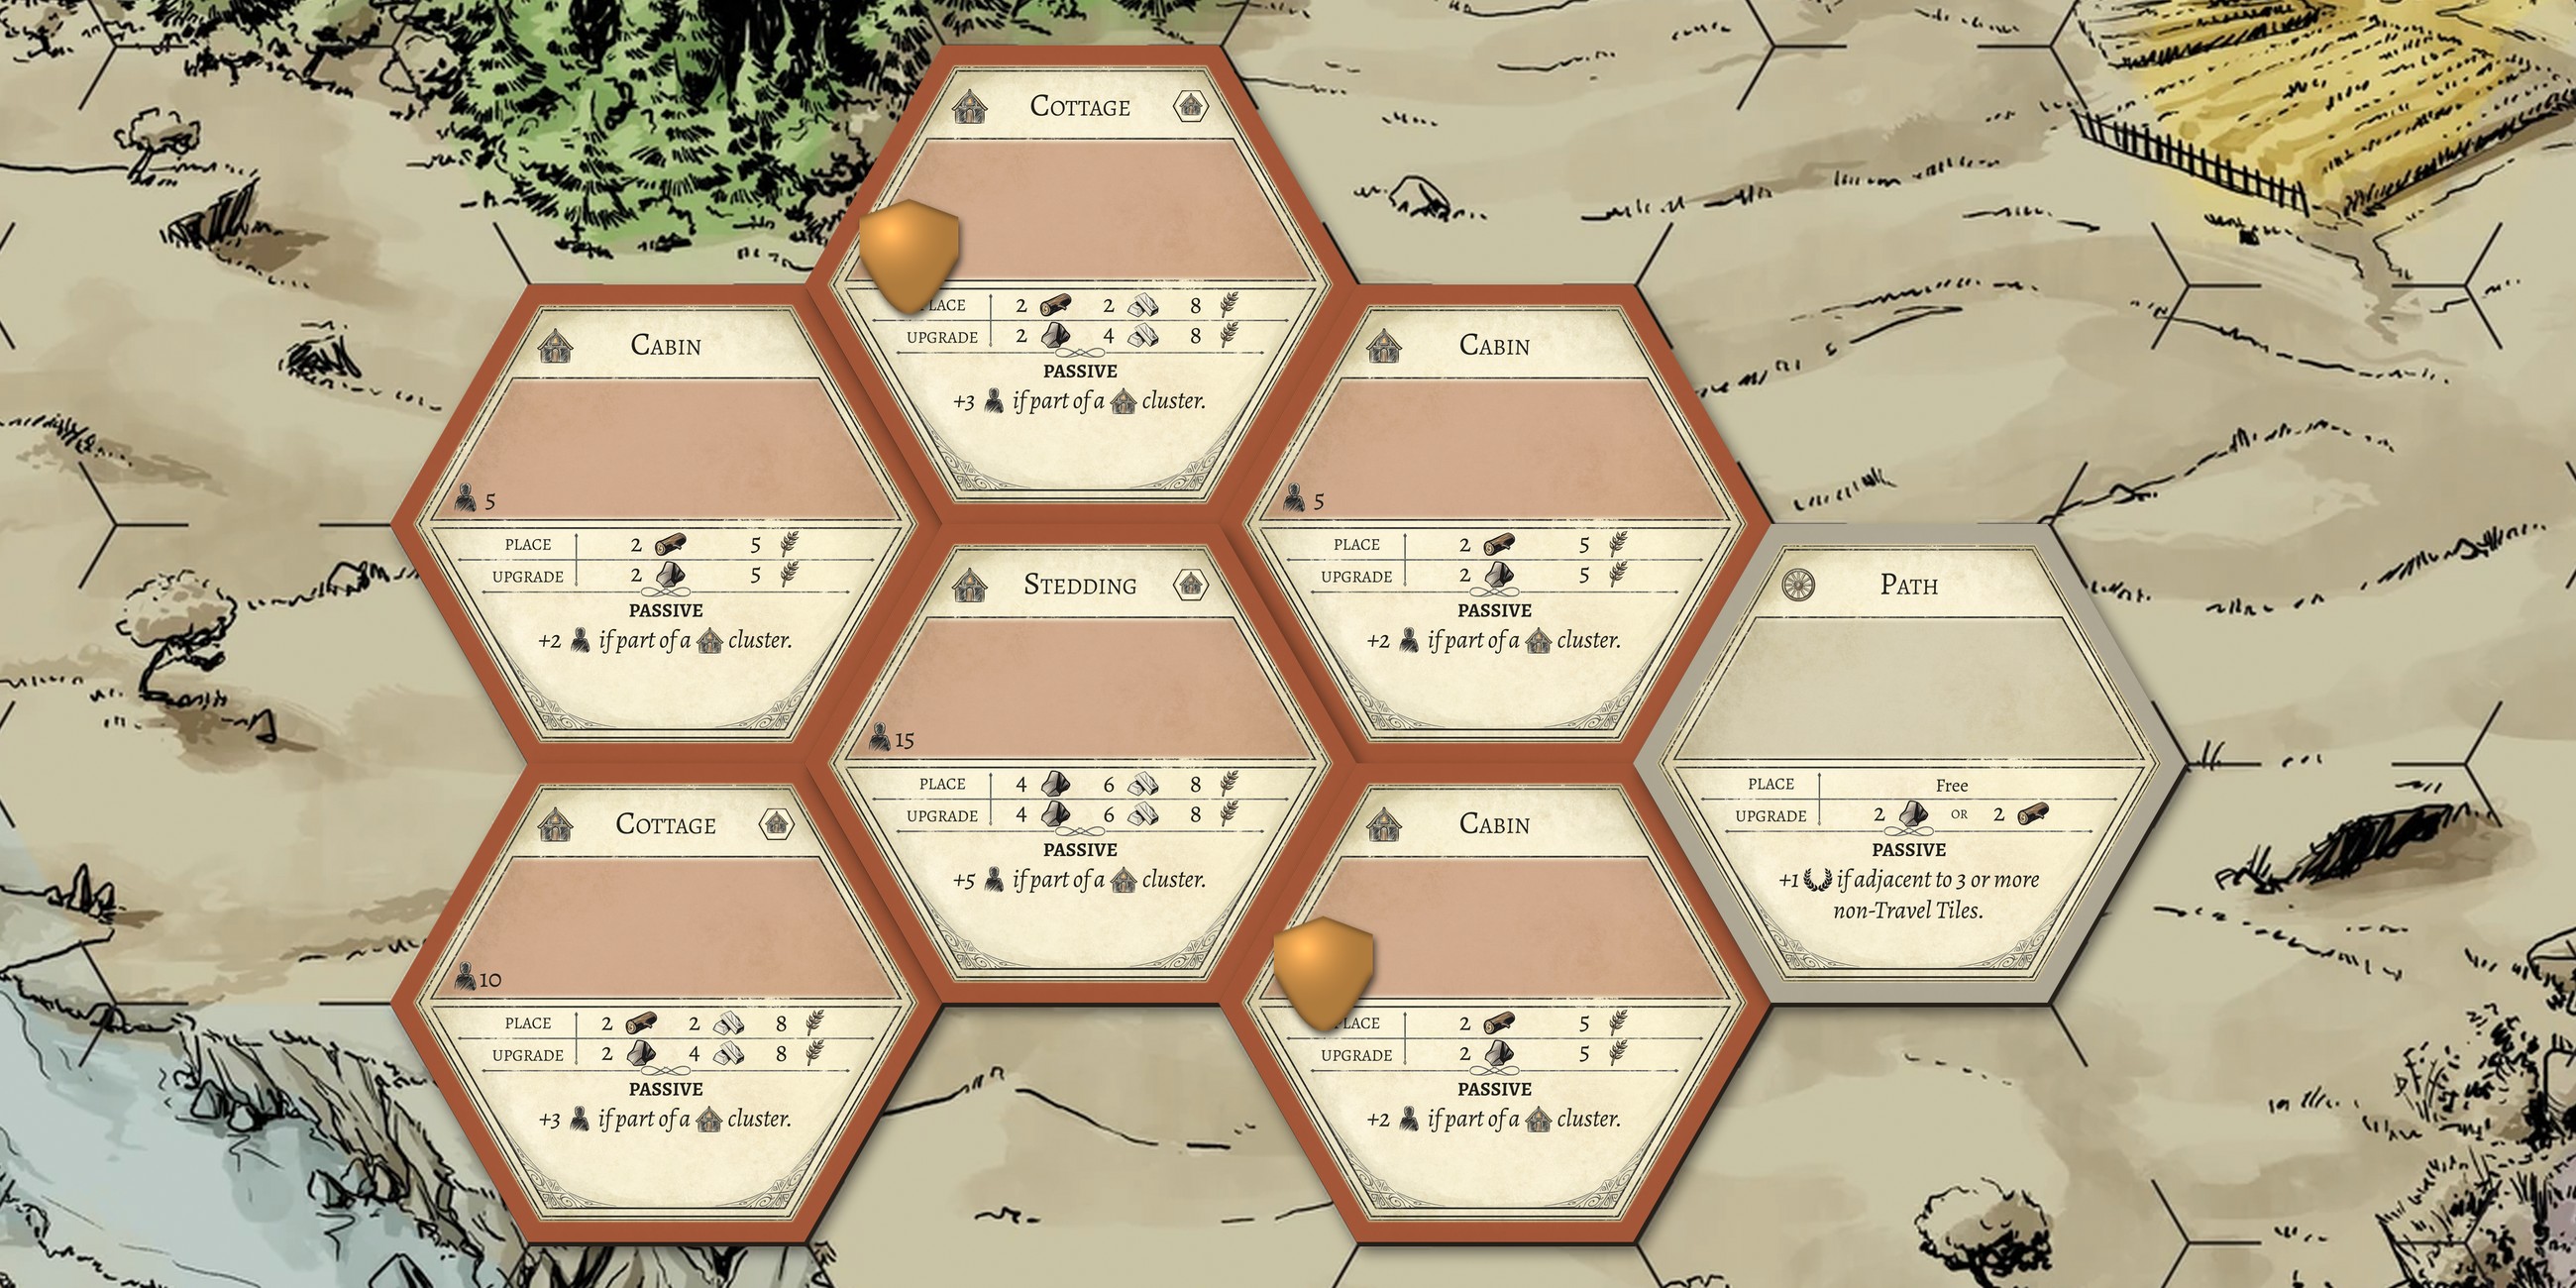 Cottage
PLACE 2 2 8
UPGRADE 2 4 8
PASSIVE
+3 if part of a cluster.
Cabin
5
PLACE 2 5
UPGRADE 2 5
PASSIVE
+2 if part of a cluster.
Cabin
5
PLACE 2 5
UPGRADE 2 5
PASSIVE
+2 if part of a cluster.
Stedding
15
PLACE 4 6 8
UPGRADE 4 6 8
PASSIVE
+5 if part of a cluster.
Path
PLACE Free
UPGRADE 2 OR 2
PASSIVE
+1 if adjacent to 3 or more
non-Travel Tiles.
Cottage
10
PLACE 2 2 8
UPGRADE 2 4 8
PASSIVE
+3 if part of a cluster.
Cabin
PLACE 2 5
UPGRADE 2 5
PASSIVE
+2 if part of a cluster.